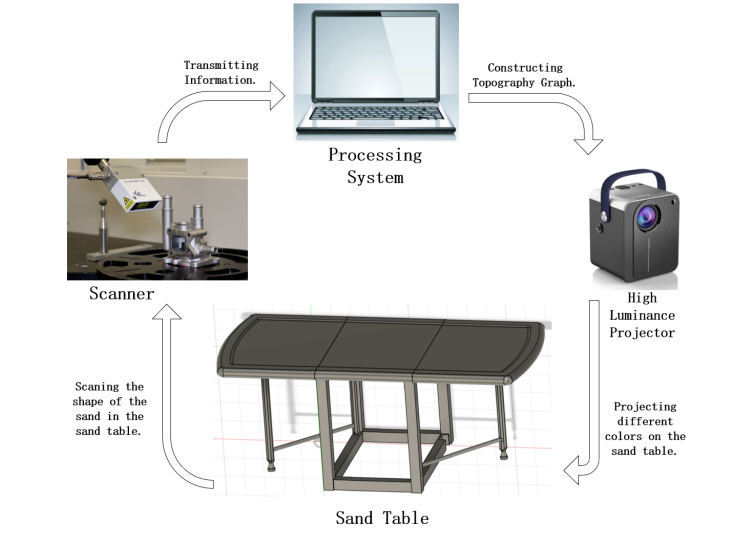 Transmitting
Information.
Constructing
Topography Graph.
Processing
System
Scanner
High
Luminance
Projector
Scaning the
shape of the
sand in the
sand table.
Projecting
different
colors on the
sand table.
Sand Table